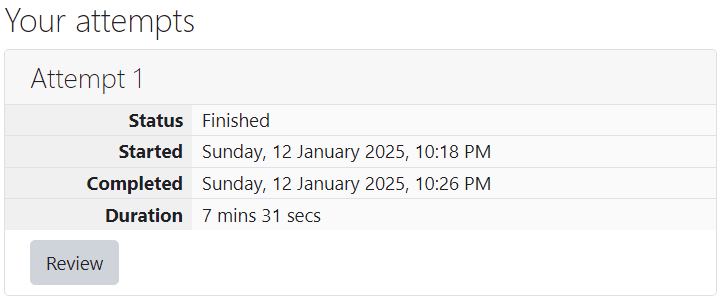 Your attempts
Attempt 1
Status Finished
Started Sunday, 12 January 2025, 10:18 PM
Completed Sunday, 12 January 2025, 10:26 PM
Duration 7 mins 31 secs
Review